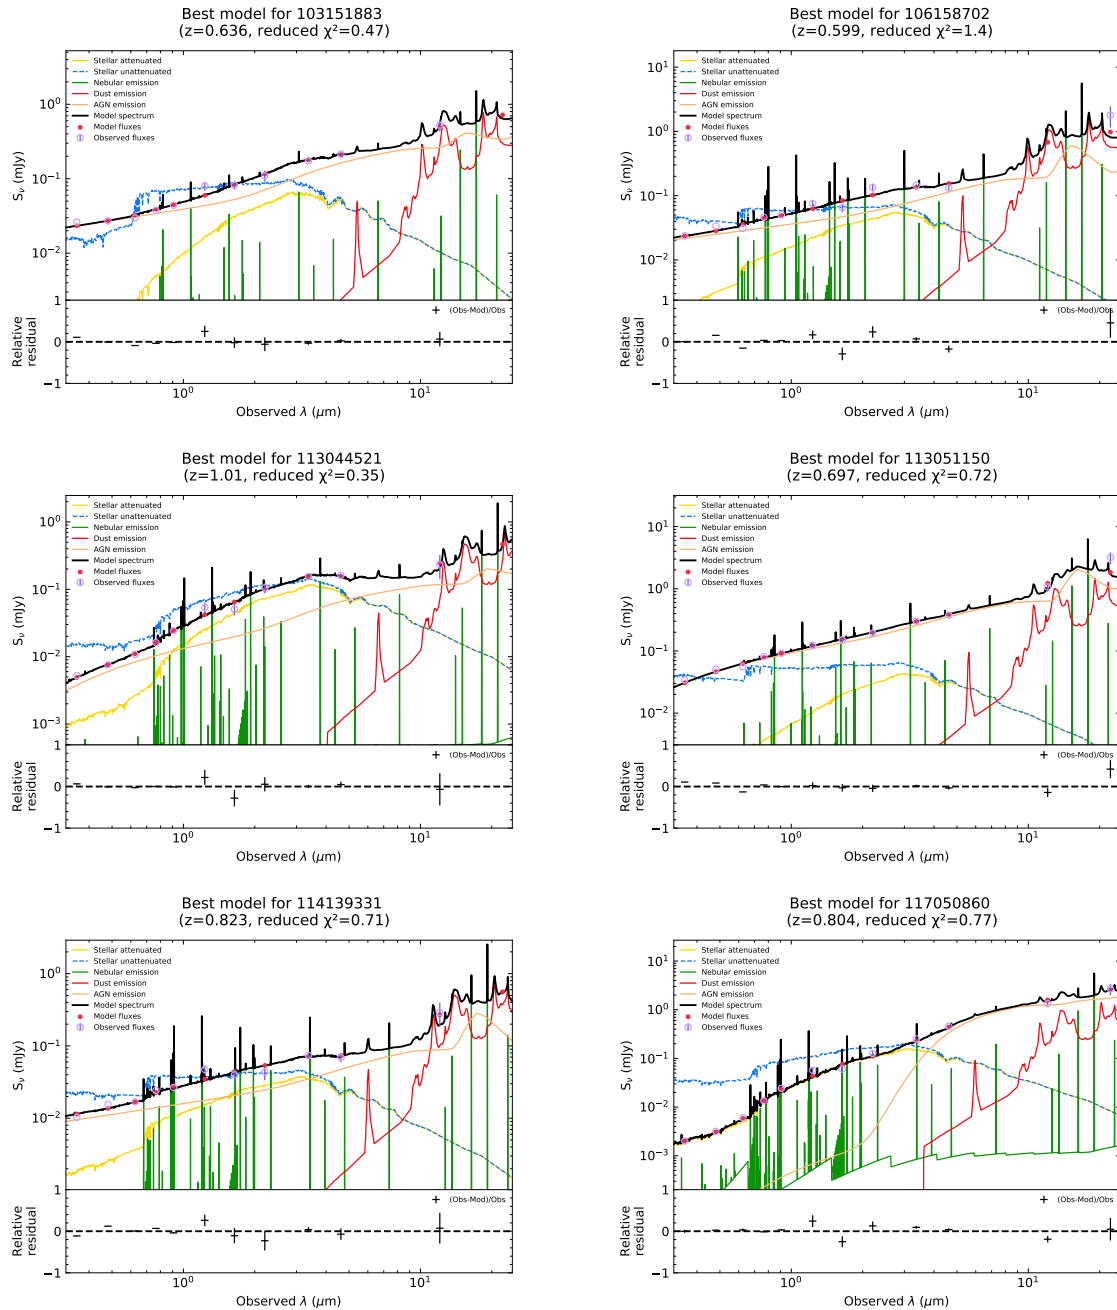 Best model for 103151883
(z=0.636, reduced χ²=0.47)
Stellar attenuated
Stellar unattenuated
Nebular emission
Dust emission
AGN emission
Model spectrum
Model fluxes
Observed fluxes
S_ν (mJy)
10⁰
10⁻¹
10⁻²
1
0
−1
Relative residual
(Obs-Mod)/Obs
10⁰ 10¹
Observed λ (μm)
Best model for 106158702
(z=0.599, reduced χ²=1.4)
Stellar attenuated
Stellar unattenuated
Nebular emission
Dust emission
AGN emission
Model spectrum
Model fluxes
Observed fluxes
S_ν (mJy)
10¹
10⁰
10⁻¹
10⁻²
1
0
−1
Relative residual
(Obs-Mod)/Obs
10⁰ 10¹
Observed λ (μm)
Best model for 113044521
(z=1.01, reduced χ²=0.35)
Stellar attenuated
Stellar unattenuated
Nebular emission
Dust emission
AGN emission
Model spectrum
Model fluxes
Observed fluxes
S_ν (mJy)
10⁰
10⁻¹
10⁻²
10⁻³
1
0
−1
Relative residual
(Obs-Mod)/Obs
10⁰ 10¹
Observed λ (μm)
Best model for 113051150
(z=0.697, reduced χ²=0.72)
Stellar attenuated
Stellar unattenuated
Nebular emission
Dust emission
AGN emission
Model spectrum
Model fluxes
Observed fluxes
S_ν (mJy)
10¹
10⁰
10⁻¹
10⁻²
1
0
−1
Relative residual
(Obs-Mod)/Obs
10⁰ 10¹
Observed λ (μm)
Best model for 114139331
(z=0.823, reduced χ²=0.71)
Stellar attenuated
Stellar unattenuated
Nebular emission
Dust emission
AGN emission
Model spectrum
Model fluxes
Observed fluxes
S_ν (mJy)
10⁰
10⁻¹
10⁻²
1
0
−1
Relative residual
(Obs-Mod)/Obs
10⁰ 10¹
Observed λ (μm)
Best model for 117050860
(z=0.804, reduced χ²=0.77)
Stellar attenuated
Stellar unattenuated
Nebular emission
Dust emission
AGN emission
Model spectrum
Model fluxes
Observed fluxes
S_ν (mJy)
10¹
10⁰
10⁻¹
10⁻²
10⁻³
1
0
−1
Relative residual
(Obs-Mod)/Obs
10⁰ 10¹
Observed λ (μm)